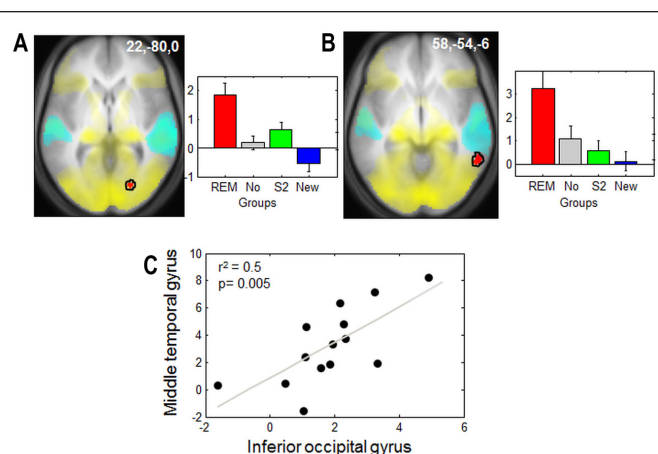 A
22,-80,0
2
1
0
-1
REM No S2 New
Groups
B
58,-54,-6
3
2
1
0
REM No S2 New
Groups
C
r² = 0.5
p= 0.005
Middle temporal gyrus
10
8
6
4
2
0
-2
-2 0 2 4 6
Inferior occipital gyrus